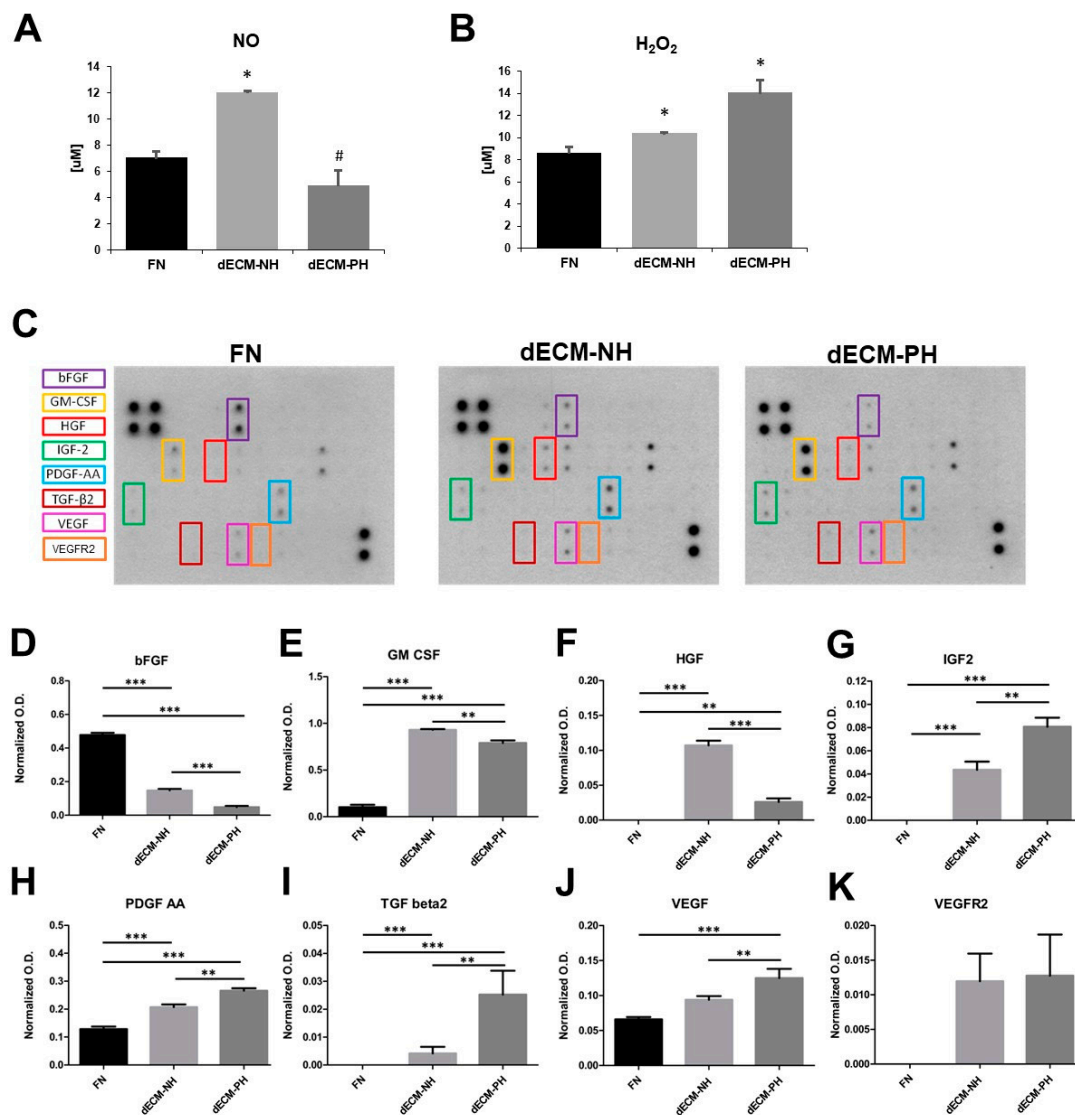 A
NO
*
#
[uM]
14
12
10
8
6
4
2
0
FN
dECM-NH
dECM-PH
B
H₂O₂
*
*
[uM]
16
14
12
10
8
6
4
2
0
FN
dECM-NH
dECM-PH
C
FN
dECM-NH
dECM-PH
bFGF
GM-CSF
HGF
IGF-2
PDGF-AA
TGF-β2
VEGF
VEGFR2
D
bFGF
Normalized O.D.
0.8
0.6
0.4
0.2
0.0
***
***
***
FN
dECM-NH
dECM-PH
E
GM CSF
Normalized O.D.
1.5
1.0
0.5
0.0
***
***
**
FN
dECM-NH
dECM-PH
F
HGF
Normalized O.D.
0.20
0.15
0.10
0.05
0.00
***
**
***
FN
dECM-NH
dECM-PH
G
IGF2
Normalized O.D.
0.12
0.10
0.08
0.06
0.04
0.02
0.00
***
**
***
FN
dECM-NH
dECM-PH
H
PDGF AA
Normalized O.D.
0.5
0.4
0.3
0.2
0.1
0.0
***
***
**
FN
dECM-NH
dECM-PH
I
TGF beta2
Normalized O.D.
0.05
0.04
0.03
0.02
0.01
0.00
***
***
**
FN
dECM-NH
dECM-PH
J
VEGF
Normalized O.D.
0.20
0.15
0.10
0.05
0.00
***
**
FN
dECM-NH
dECM-PH
K
VEGFR2
Normalized O.D.
0.020
0.015
0.010
0.005
0.000
FN
dECM-NH
dECM-PH